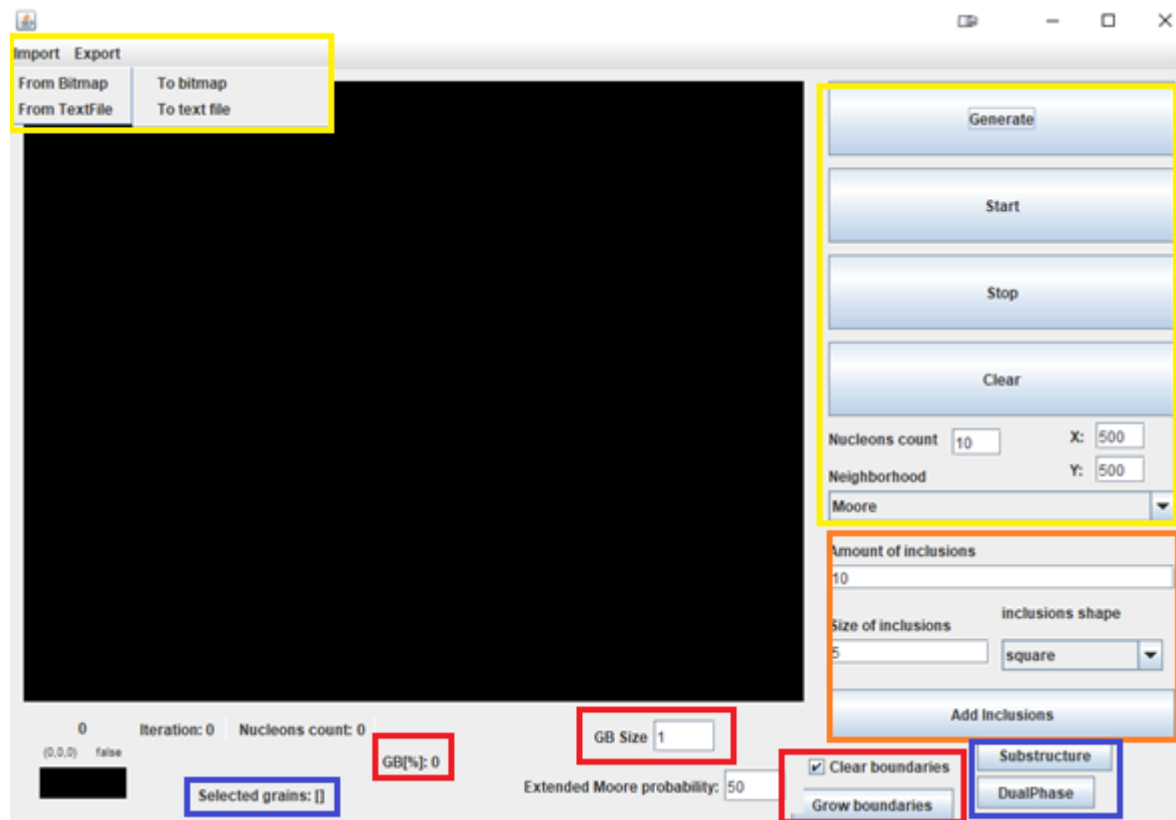 Import Export
From Bitmap To bitmap
From TextFile To text file
Generate
Start
Stop
Clear
Nucleons count 10 X: 500
Neighborhood Y: 500
Moore
Amount of inclusions
10
Size of inclusions inclusions shape
5 square
Add Inclusions
0 Iteration: 0 Nucleons count: 0 GB Size 1
(0,0,0) false GB[%]: 0
Selected grains: [] Extended Moore probability: 50
Clear boundaries
Grow boundaries
Substructure
DualPhase